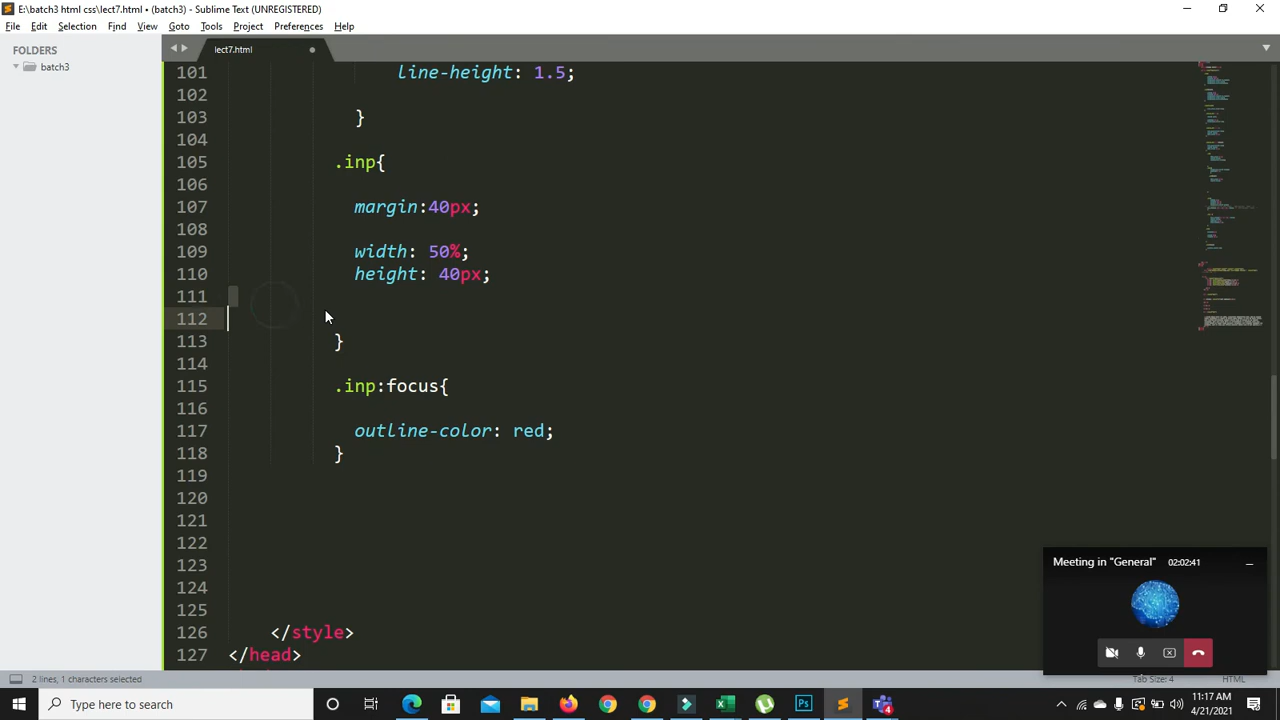 E:\batch3 html css\lect7.html • (batch3) - Sublime Text (UNREGISTERED)
File Edit Selection Find View Goto Tools Project Preferences Help
FOLDERS
batch3
lect7.html
101 line-height: 1.5;
102
103 }
104
105 .inp{
106
107 margin:40px;
108
109 width: 50%;
110 height: 40px;
111
112
113 }
114
115 .inp:focus{
116
117 outline-color: red;
118 }
119
120
121
122
123
124
125
126 </style>
127 </head>
Meeting in "General" 02:02:41
2 lines, 1 characters selected
Tab Size: 4
HTML
Type here to search
11:17 AM
4/21/2021